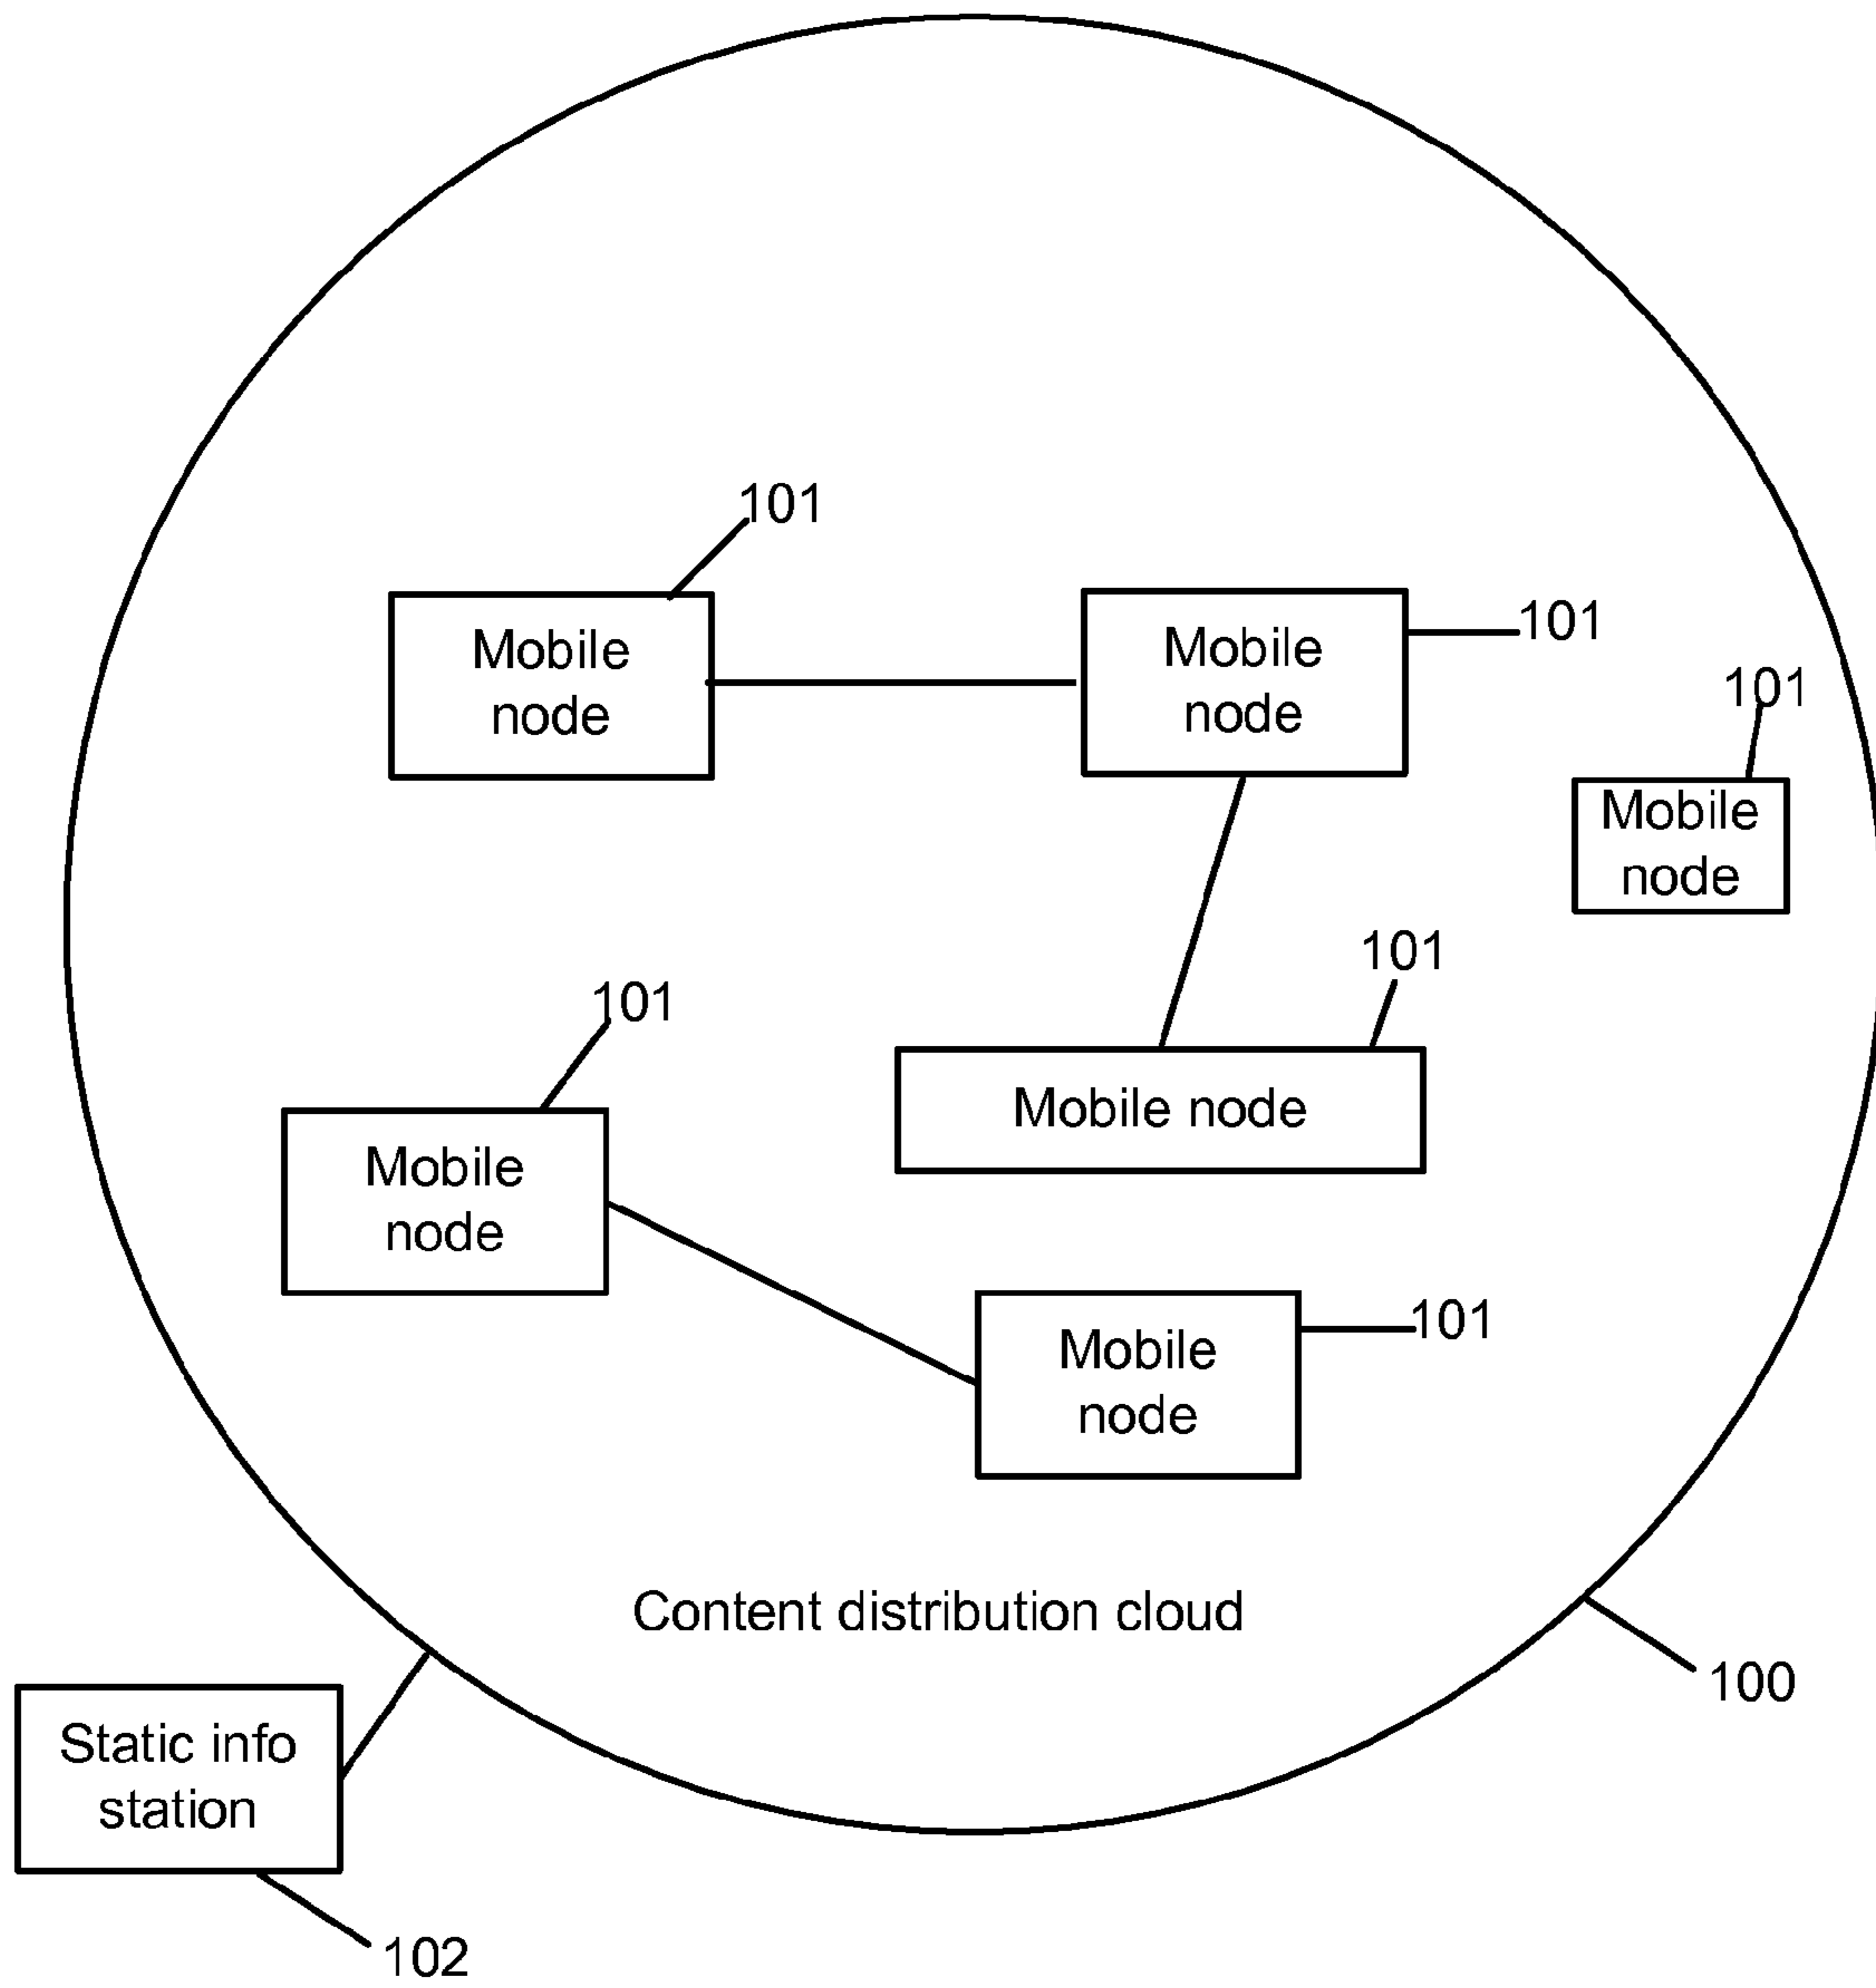 101
Mobile
node
Mobile
node
101
101
Mobile
node
101
Mobile node
101
Mobile
node
Mobile
node
101
Content distribution cloud
100
Static info
station
102